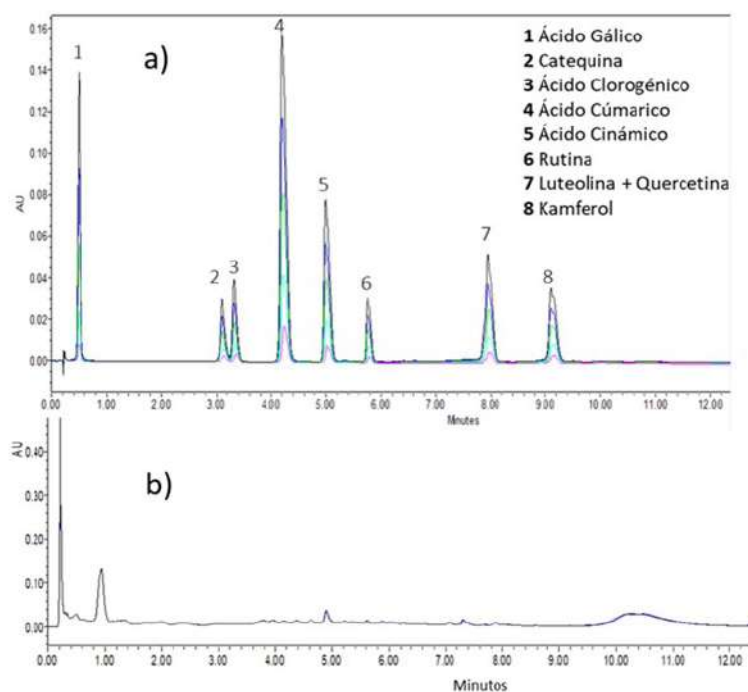 0.16
0.14
0.12
0.10
0.08
0.06
0.04
0.02
0.00
AU
a)
1
2
3
4
5
6
7
8
1 Ácido Gálico
2 Catequina
3 Ácido Clorogénico
4 Ácido Cúmarico
5 Ácido Cinámico
6 Rutina
7 Luteolina + Quercetina
8 Kamferol
0.00 1.00 2.00 3.00 4.00 5.00 6.00 7.00 8.00 9.00 10.00 11.00 12.00
Minutes
AU
b)
0.40
0.30
0.20
0.10
0.00
0.00 1.00 2.00 3.00 4.00 5.00 6.00 7.00 8.00 9.00 10.00 11.00 12.00
Minutos